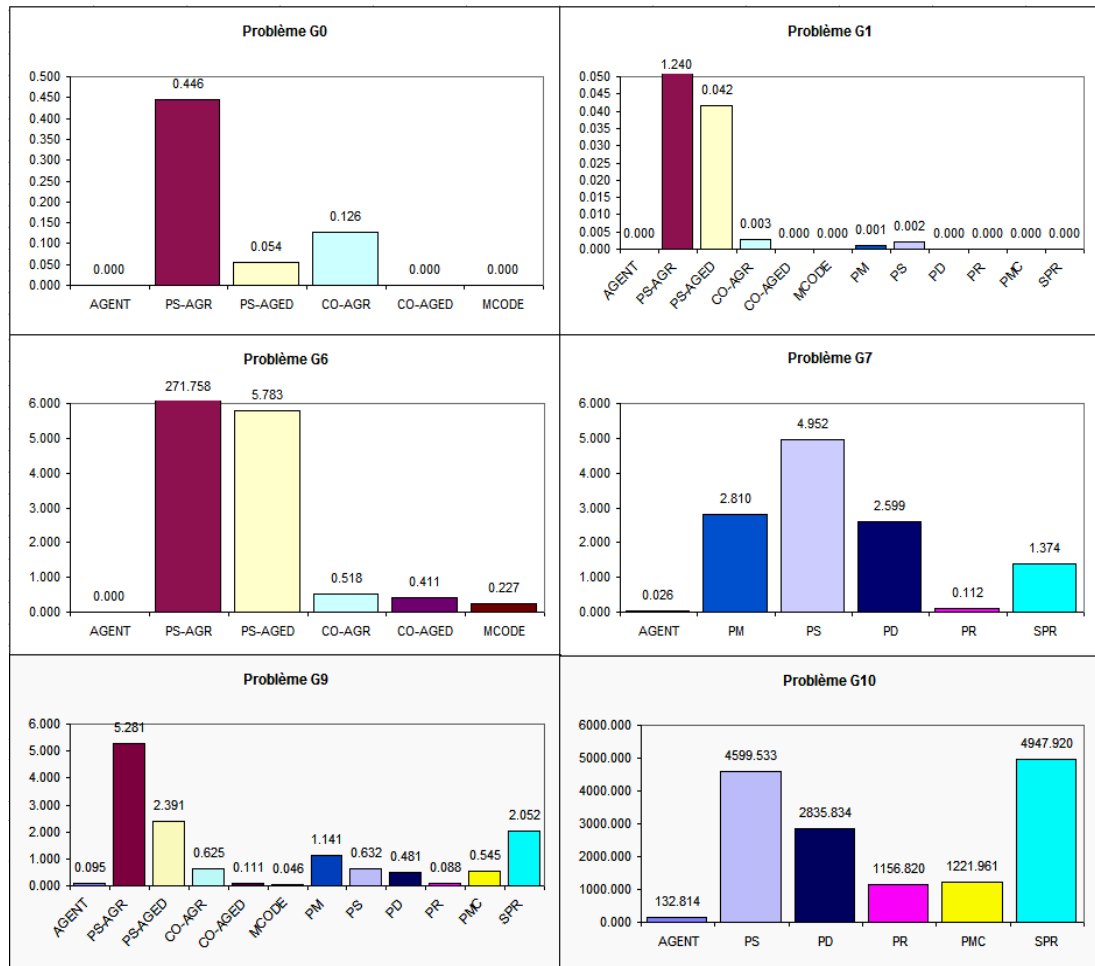 Problème G0
0.500
0.450
0.400
0.350
0.300
0.250
0.200
0.150
0.100
0.050
0.000
0.000 0.446 0.054 0.126 0.000 0.000
AGENT PS-AGR PS-AGED CO-AGR CO-AGED MCODE
Problème G1
0.050
0.045
0.040
0.035
0.030
0.025
0.020
0.015
0.010
0.005
0.000
0.000 1.240 0.042 0.003 0.000 0.000 0.001 0.002 0.000 0.000 0.000 0.000
AGENT PS-AGR PS-AGED CO-AGR CO-AGED MCODE PM PS PD PR PMC SPR
Problème G6
6.000
5.000
4.000
3.000
2.000
1.000
0.000
0.000 271.758 5.783 0.518 0.411 0.227
AGENT PS-AGR PS-AGED CO-AGR CO-AGED MCODE
Problème G7
6.000
5.000
4.000
3.000
2.000
1.000
0.000
0.026 2.810 4.952 2.599 0.112 1.374
AGENT PM PS PD PR SPR
Problème G9
6.000
5.000
4.000
3.000
2.000
1.000
0.000
0.095 5.281 2.391 0.625 0.111 0.046 1.141 0.632 0.481 0.088 0.545 2.052
AGENT PS-AGR PS-AGED CO-AGR CO-AGED MCODE PM PS PD PR PMC SPR
Problème G10
6000.000
5000.000
4000.000
3000.000
2000.000
1000.000
0.000
132.814 4599.533 2835.834 1156.820 1221.961 4947.920
AGENT PS PD PR PMC SPR